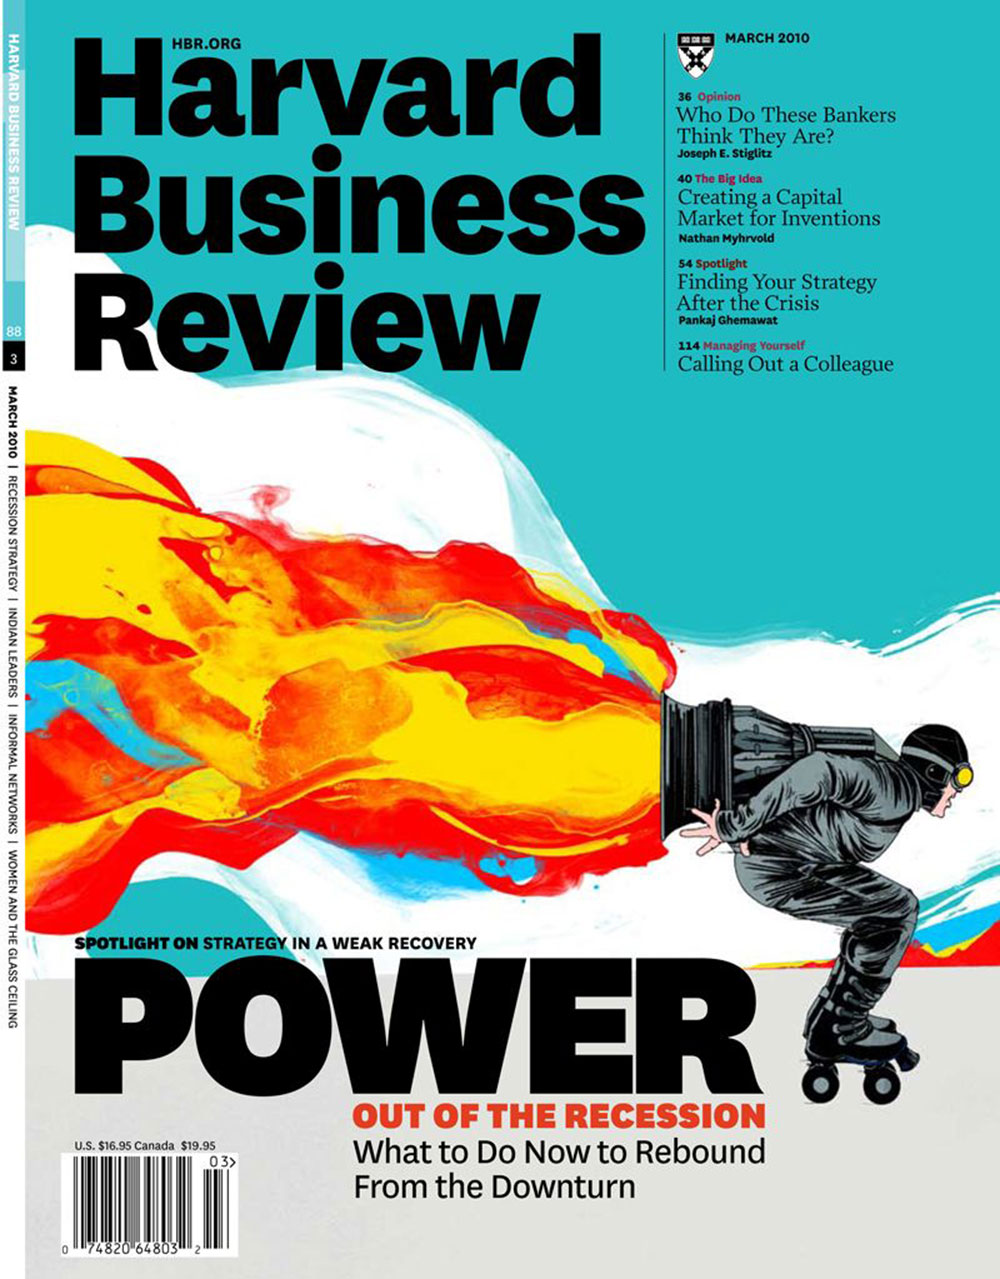 HBR.ORG
Harvard
Business
Review
MARCH 2010
36 Opinion
Who Do These Bankers
Think They Are?
Joseph E. Stiglitz
40 The Big Idea
Creating a Capital
Market for Inventions
Nathan Myhrvold
54 Spotlight
Finding Your Strategy
After the Crisis
Pankaj Ghemawat
114 Managing Yourself
Calling Out a Colleague
SPOTLIGHT ON STRATEGY IN A WEAK RECOVERY
POWER
OUT OF THE RECESSION
What to Do Now to Rebound
From the Downturn
U.S. $16.95 Canada $19.95
03>
0 74820 64803 2
HARVARD BUSINESS REVIEW
88
3
MARCH 2010 | RECESSION STRATEGY | INDIAN LEADERS | INFORMAL NETWORKS | WOMEN AND THE GLASS CEILING